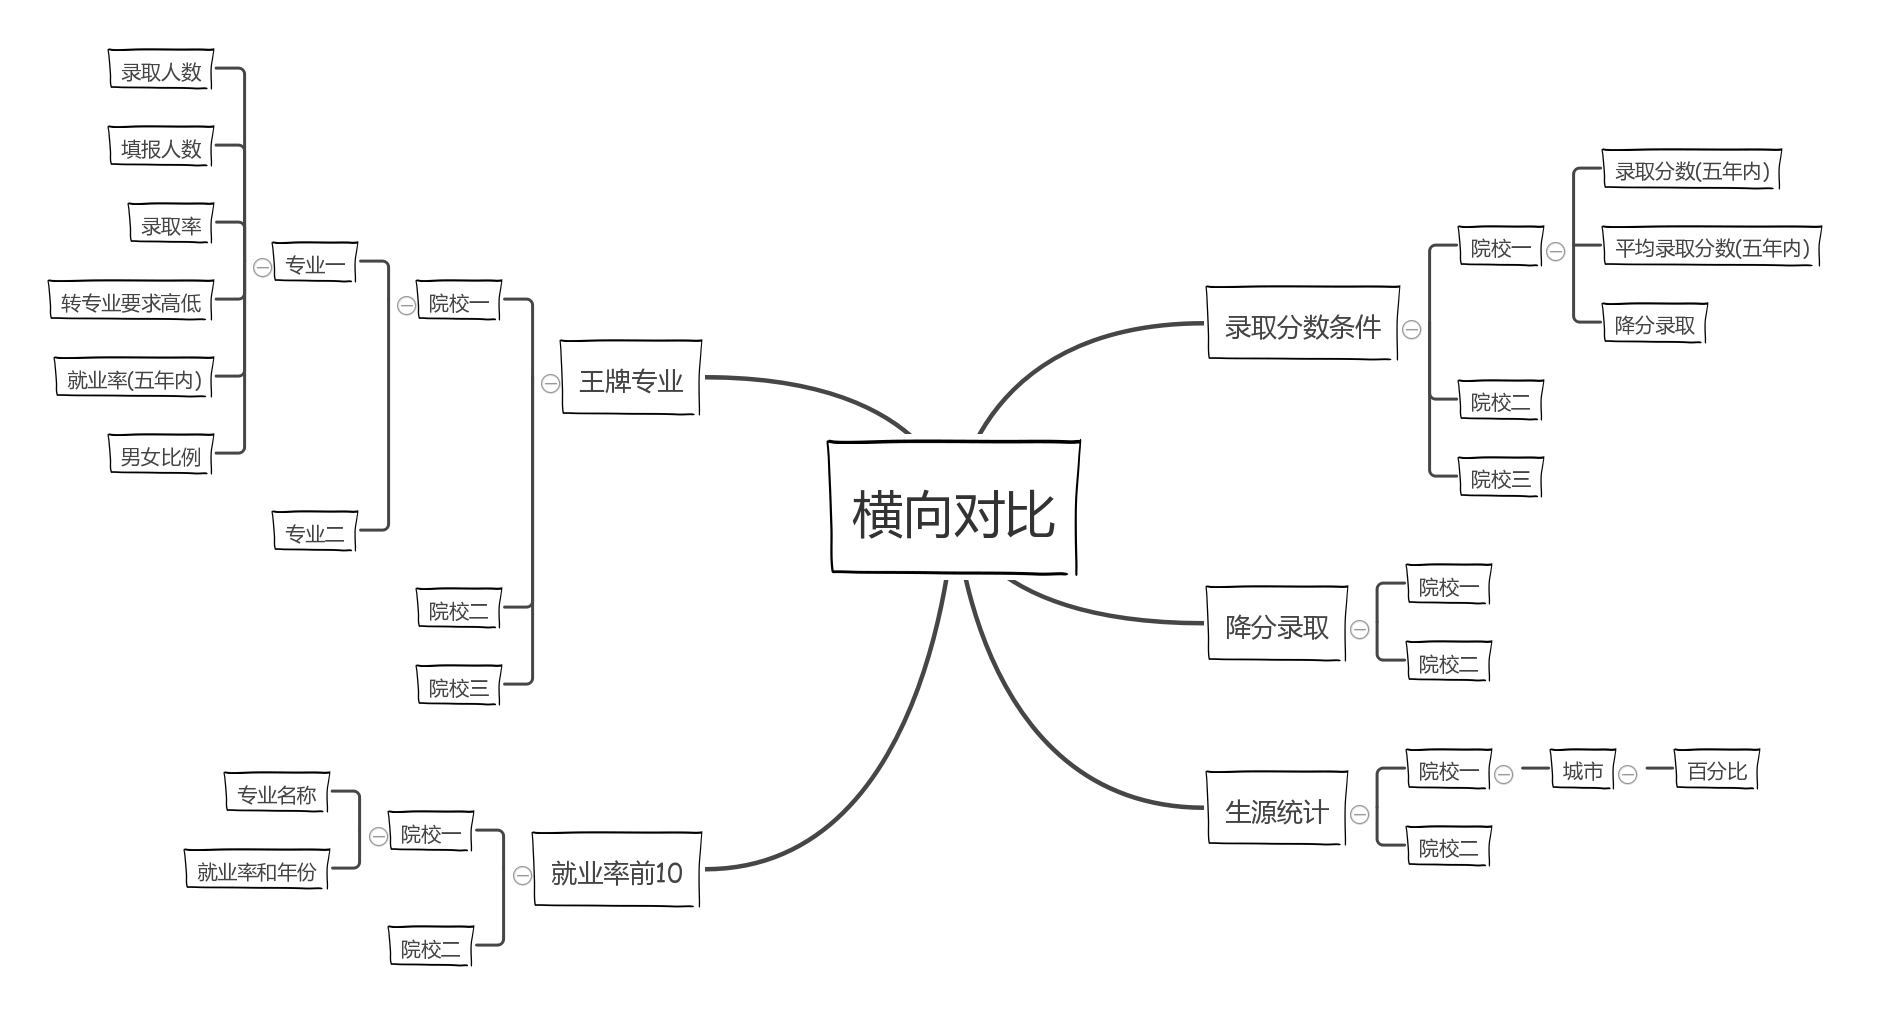 横向对比
录取分数条件
院校一
录取分数(五年内)
平均录取分数(五年内)
降分录取
院校二
院校三
降分录取
院校一
院校二
生源统计
院校一
城市
百分比
院校二
王牌专业
院校一
专业一
录取人数
填报人数
录取率
转专业要求高低
就业率(五年内)
男女比例
专业二
院校二
院校三
就业率前10
院校一
专业名称
就业率和年份
院校二